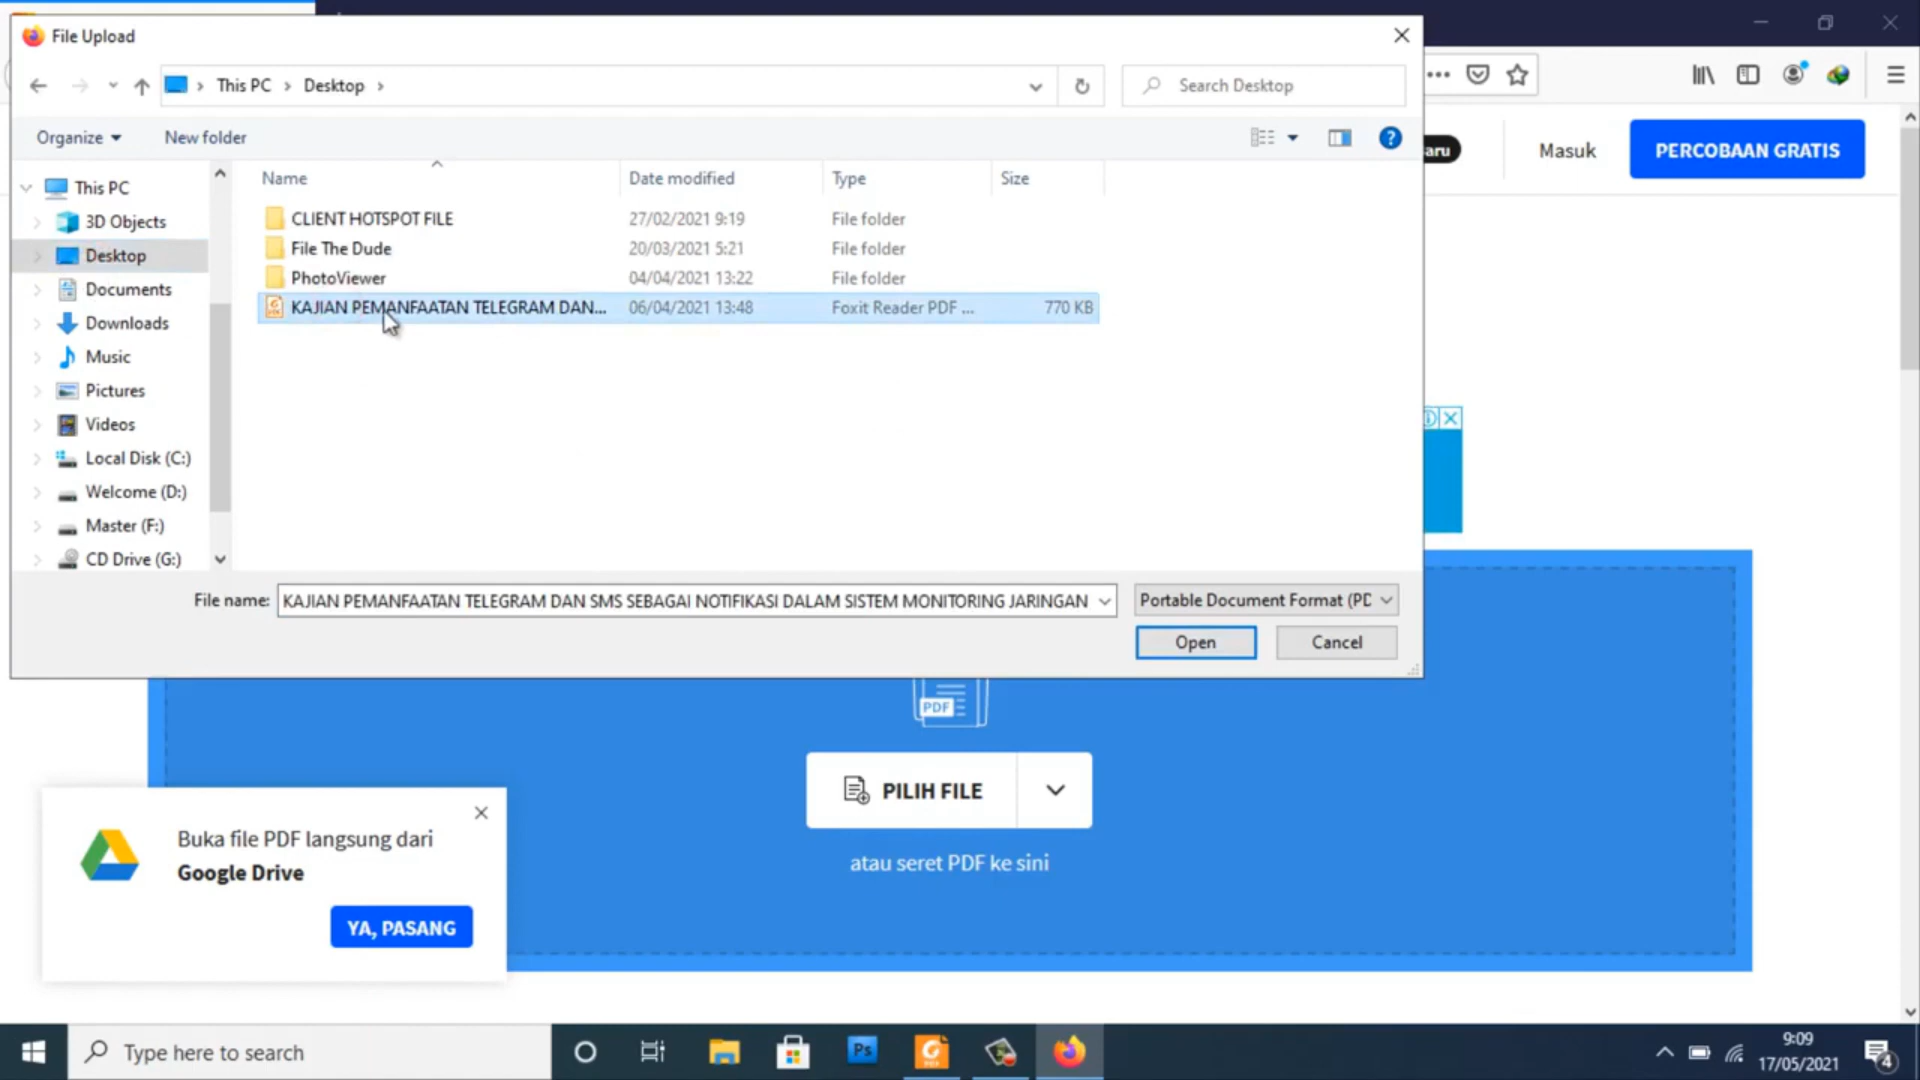 File Upload
This PC
Desktop
Search Desktop
Organize
New folder
Name
Date modified
Type
Size
This PC
3D Objects
Desktop
Documents
Downloads
Music
Pictures
Videos
Local Disk (C:)
Welcome (D:)
Master (F:)
CD Drive (G:)
CLIENT HOTSPOT FILE 27/02/2021 9:19 File folder
File The Dude 20/03/2021 5:21 File folder
PhotoViewer 04/04/2021 13:22 File folder
KAJIAN PEMANFAATAN TELEGRAM DAN... 06/04/2021 13:48 Foxit Reader PDF ... 770 KB
File name: KAJIAN PEMANFAATAN TELEGRAM DAN SMS SEBAGAI NOTIFIKASI DALAM SISTEM MONITORING JARINGAN
Portable Document Format (PD
Open
Cancel
aru
Masuk
PERCOBAAN GRATIS
PDF
PILIH FILE
atau seret PDF ke sini
Buka file PDF langsung dari
Google Drive
YA, PASANG
Type here to search
Ps
9:09
17/05/2021
4